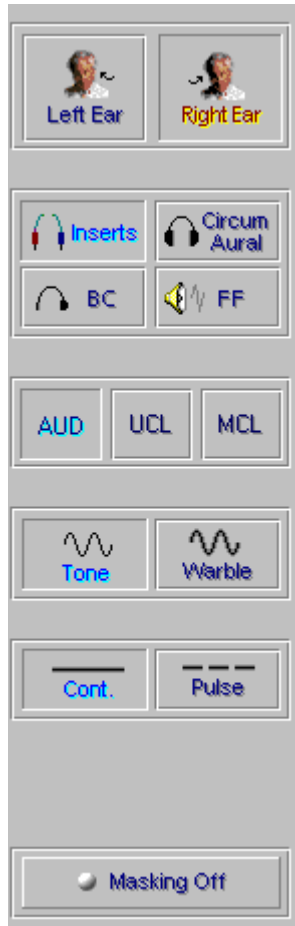 Left Ear Right Ear
Inserts Circum
Aural
BC FF
AUD UCL MCL
Tone Warble
Cont. Pulse
Masking Off